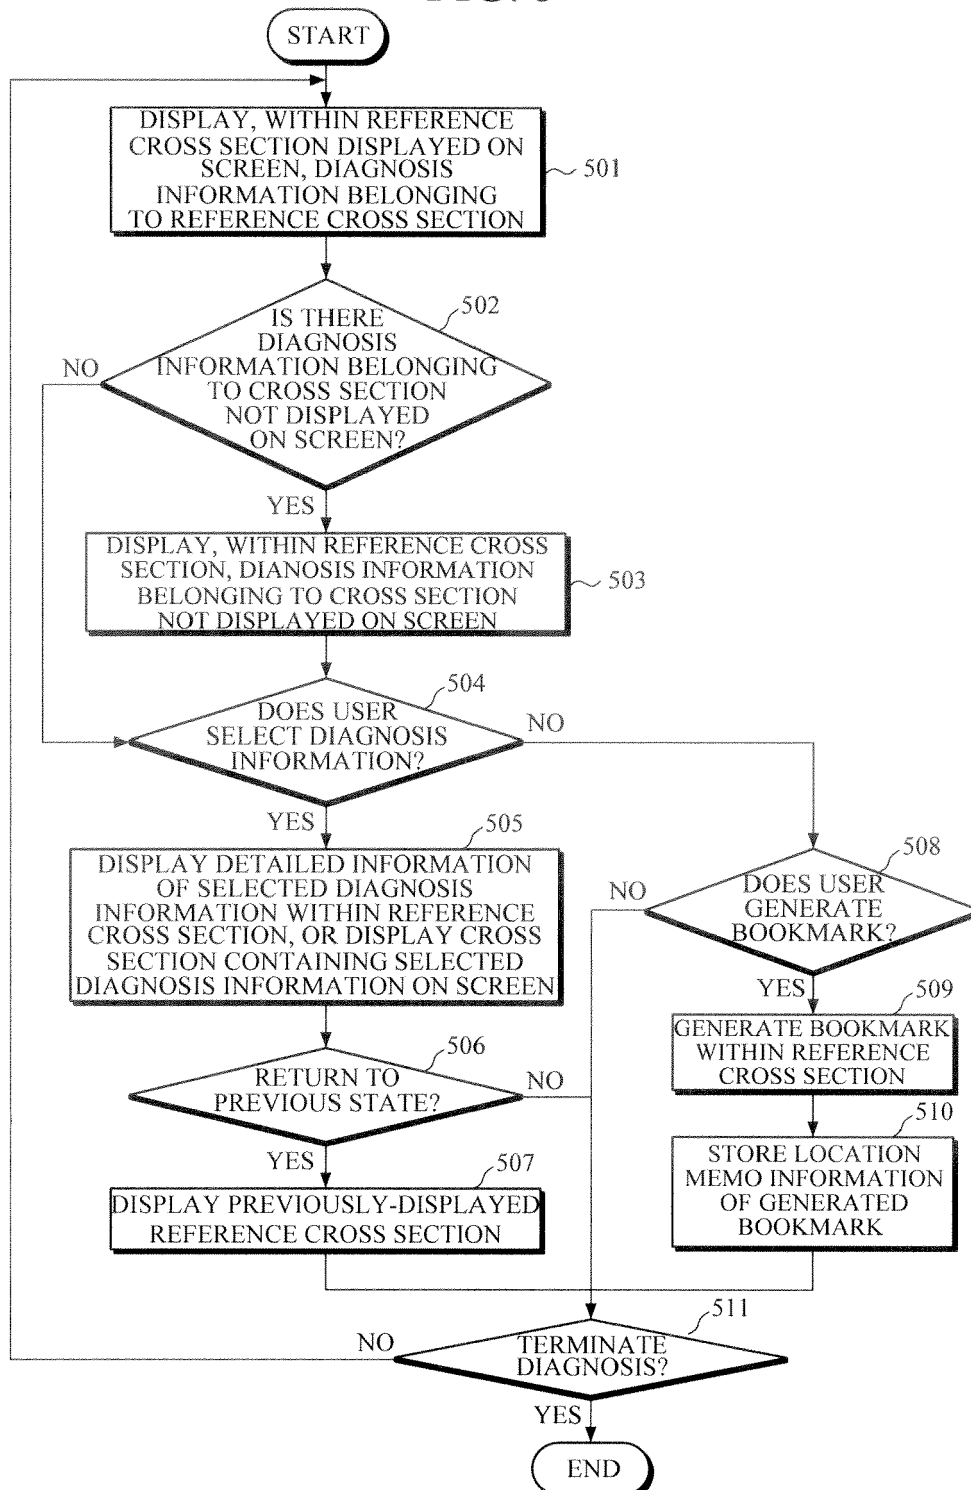 START
DISPLAY, WITHIN REFERENCE
CROSS SECTION DISPLAYED ON
SCREEN, DIAGNOSIS
INFORMATION BELONGING
TO REFERENCE CROSS SECTION
501
502
IS THERE
DIAGNOSIS
INFORMATION BELONGING
TO CROSS SECTION
NOT DISPLAYED
ON SCREEN?
NO
YES
DISPLAY, WITHIN REFERENCE CROSS
SECTION, DIANOSIS INFORMATION
BELONGING TO CROSS SECTION
NOT DISPLAYED ON SCREEN
503
504
DOES USER
SELECT DIAGNOSIS
INFORMATION?
NO
YES
505
DISPLAY DETAILED INFORMATION
OF SELECTED DIAGNOSIS
INFORMATION WITHIN REFERENCE
CROSS SECTION, OR DISPLAY CROSS
SECTION CONTAINING SELECTED
DIAGNOSIS INFORMATION ON SCREEN
508
NO
DOES USER
GENERATE
BOOKMARK?
YES
509
GENERATE BOOKMARK
WITHIN REFERENCE
CROSS SECTION
506
RETURN TO
PREVIOUS STATE?
NO
YES
510
STORE LOCATION
MEMO INFORMATION
OF GENERATED
BOOKMARK
507
DISPLAY PREVIOUSLY-DISPLAYED
REFERENCE CROSS SECTION
511
NO
TERMINATE
DIAGNOSIS?
YES
END